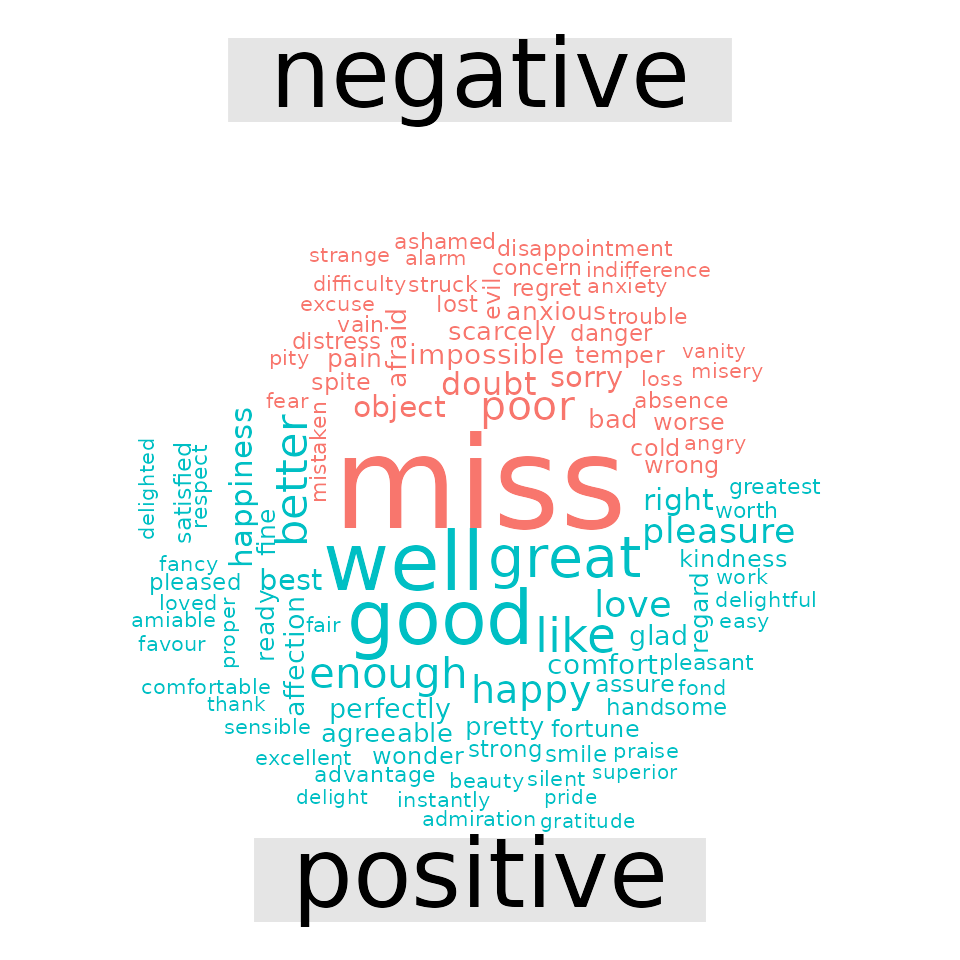 negative
ashamed
disappointment
strange
alarm
concern
indifference
difficulty
struck
evil
regret
anxiety
excuse
lost
anxious
trouble
vain
afraid
scarcely
danger
distress
pity
pain
impossible
temper
vanity
spite
doubt
sorry
loss
misery
fear
object
poor
bad
absence
worse
mistaken
miss
cold
angry
wrong
delighted
satisfied
respect
happiness
better
right
greatest
worth
fine
well
great
pleasure
kindness
fancy
pleased
best
work
loved
amiable
favour
proper
ready
affection
fair
good
like
love
glad
regard
delightful
easy
comfortable
thank
sensible
enough
happy
comfort
pleasant
assure
fond
handsome
perfectly
agreeable
pretty
fortune
excellent
wonder
strong
smile
praise
advantage
beauty
silent
superior
delight
instantly
pride
admiration
gratitude
positive